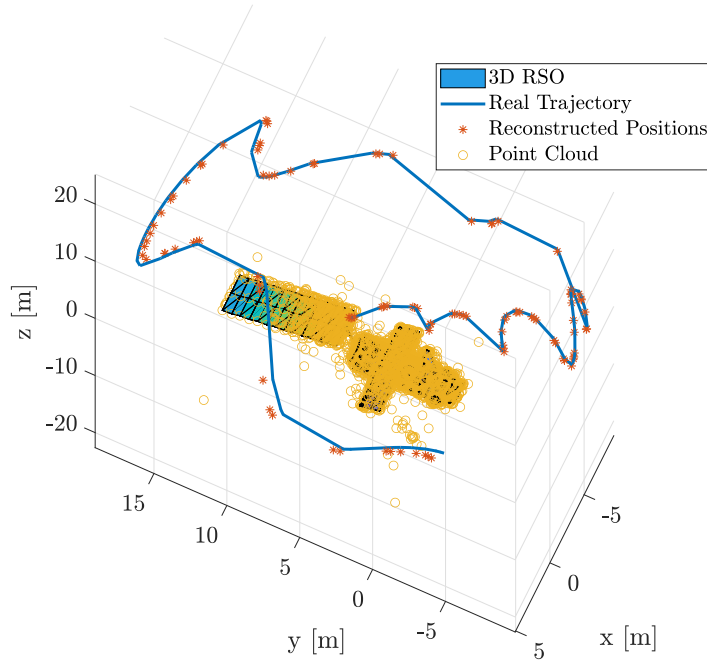 3D RSO
Real Trajectory
Reconstructed Positions
Point Cloud
20
10
0
-10
-20
z [m]
15
10
5
0
-5
y [m]
-5
0
5
x [m]